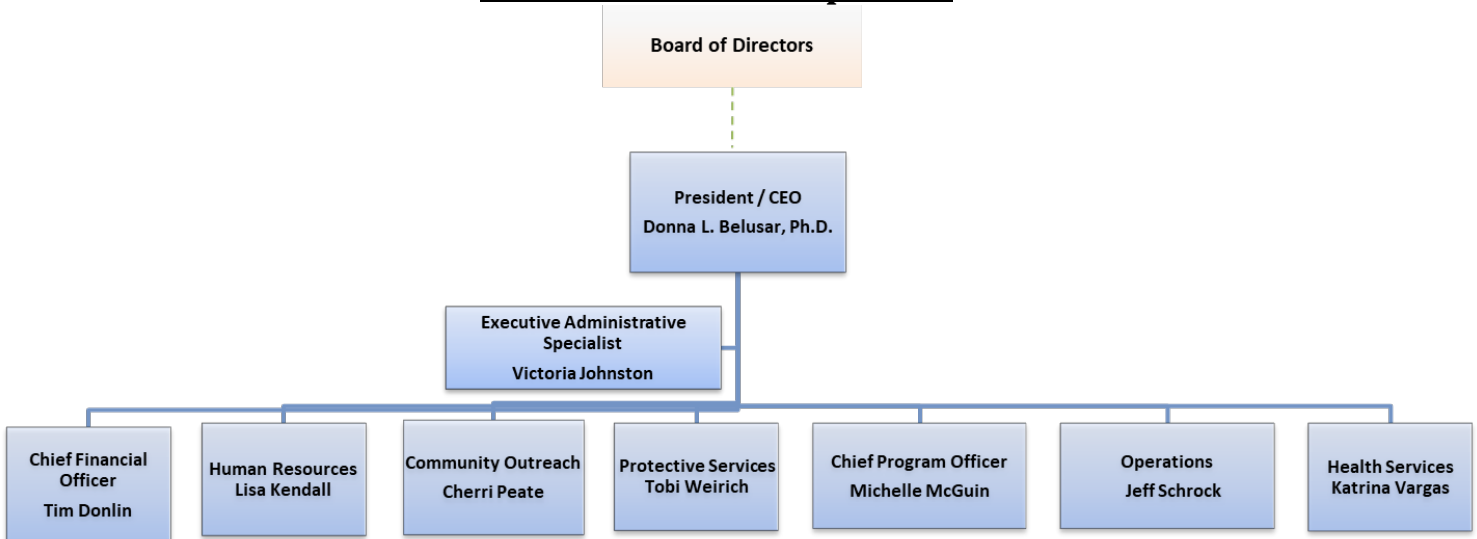 Board of Directors
President / CEO
Donna L. Belusar, Ph.D.
Executive Administrative
Specialist
Victoria Johnston
Chief Financial
Officer
Tim Donlin
Human Resources
Lisa Kendall
Community Outreach
Cherri Peate
Protective Services
Tobi Weirich
Chief Program Officer
Michelle McGuin
Operations
Jeff Schrock
Health Services
Katrina Vargas